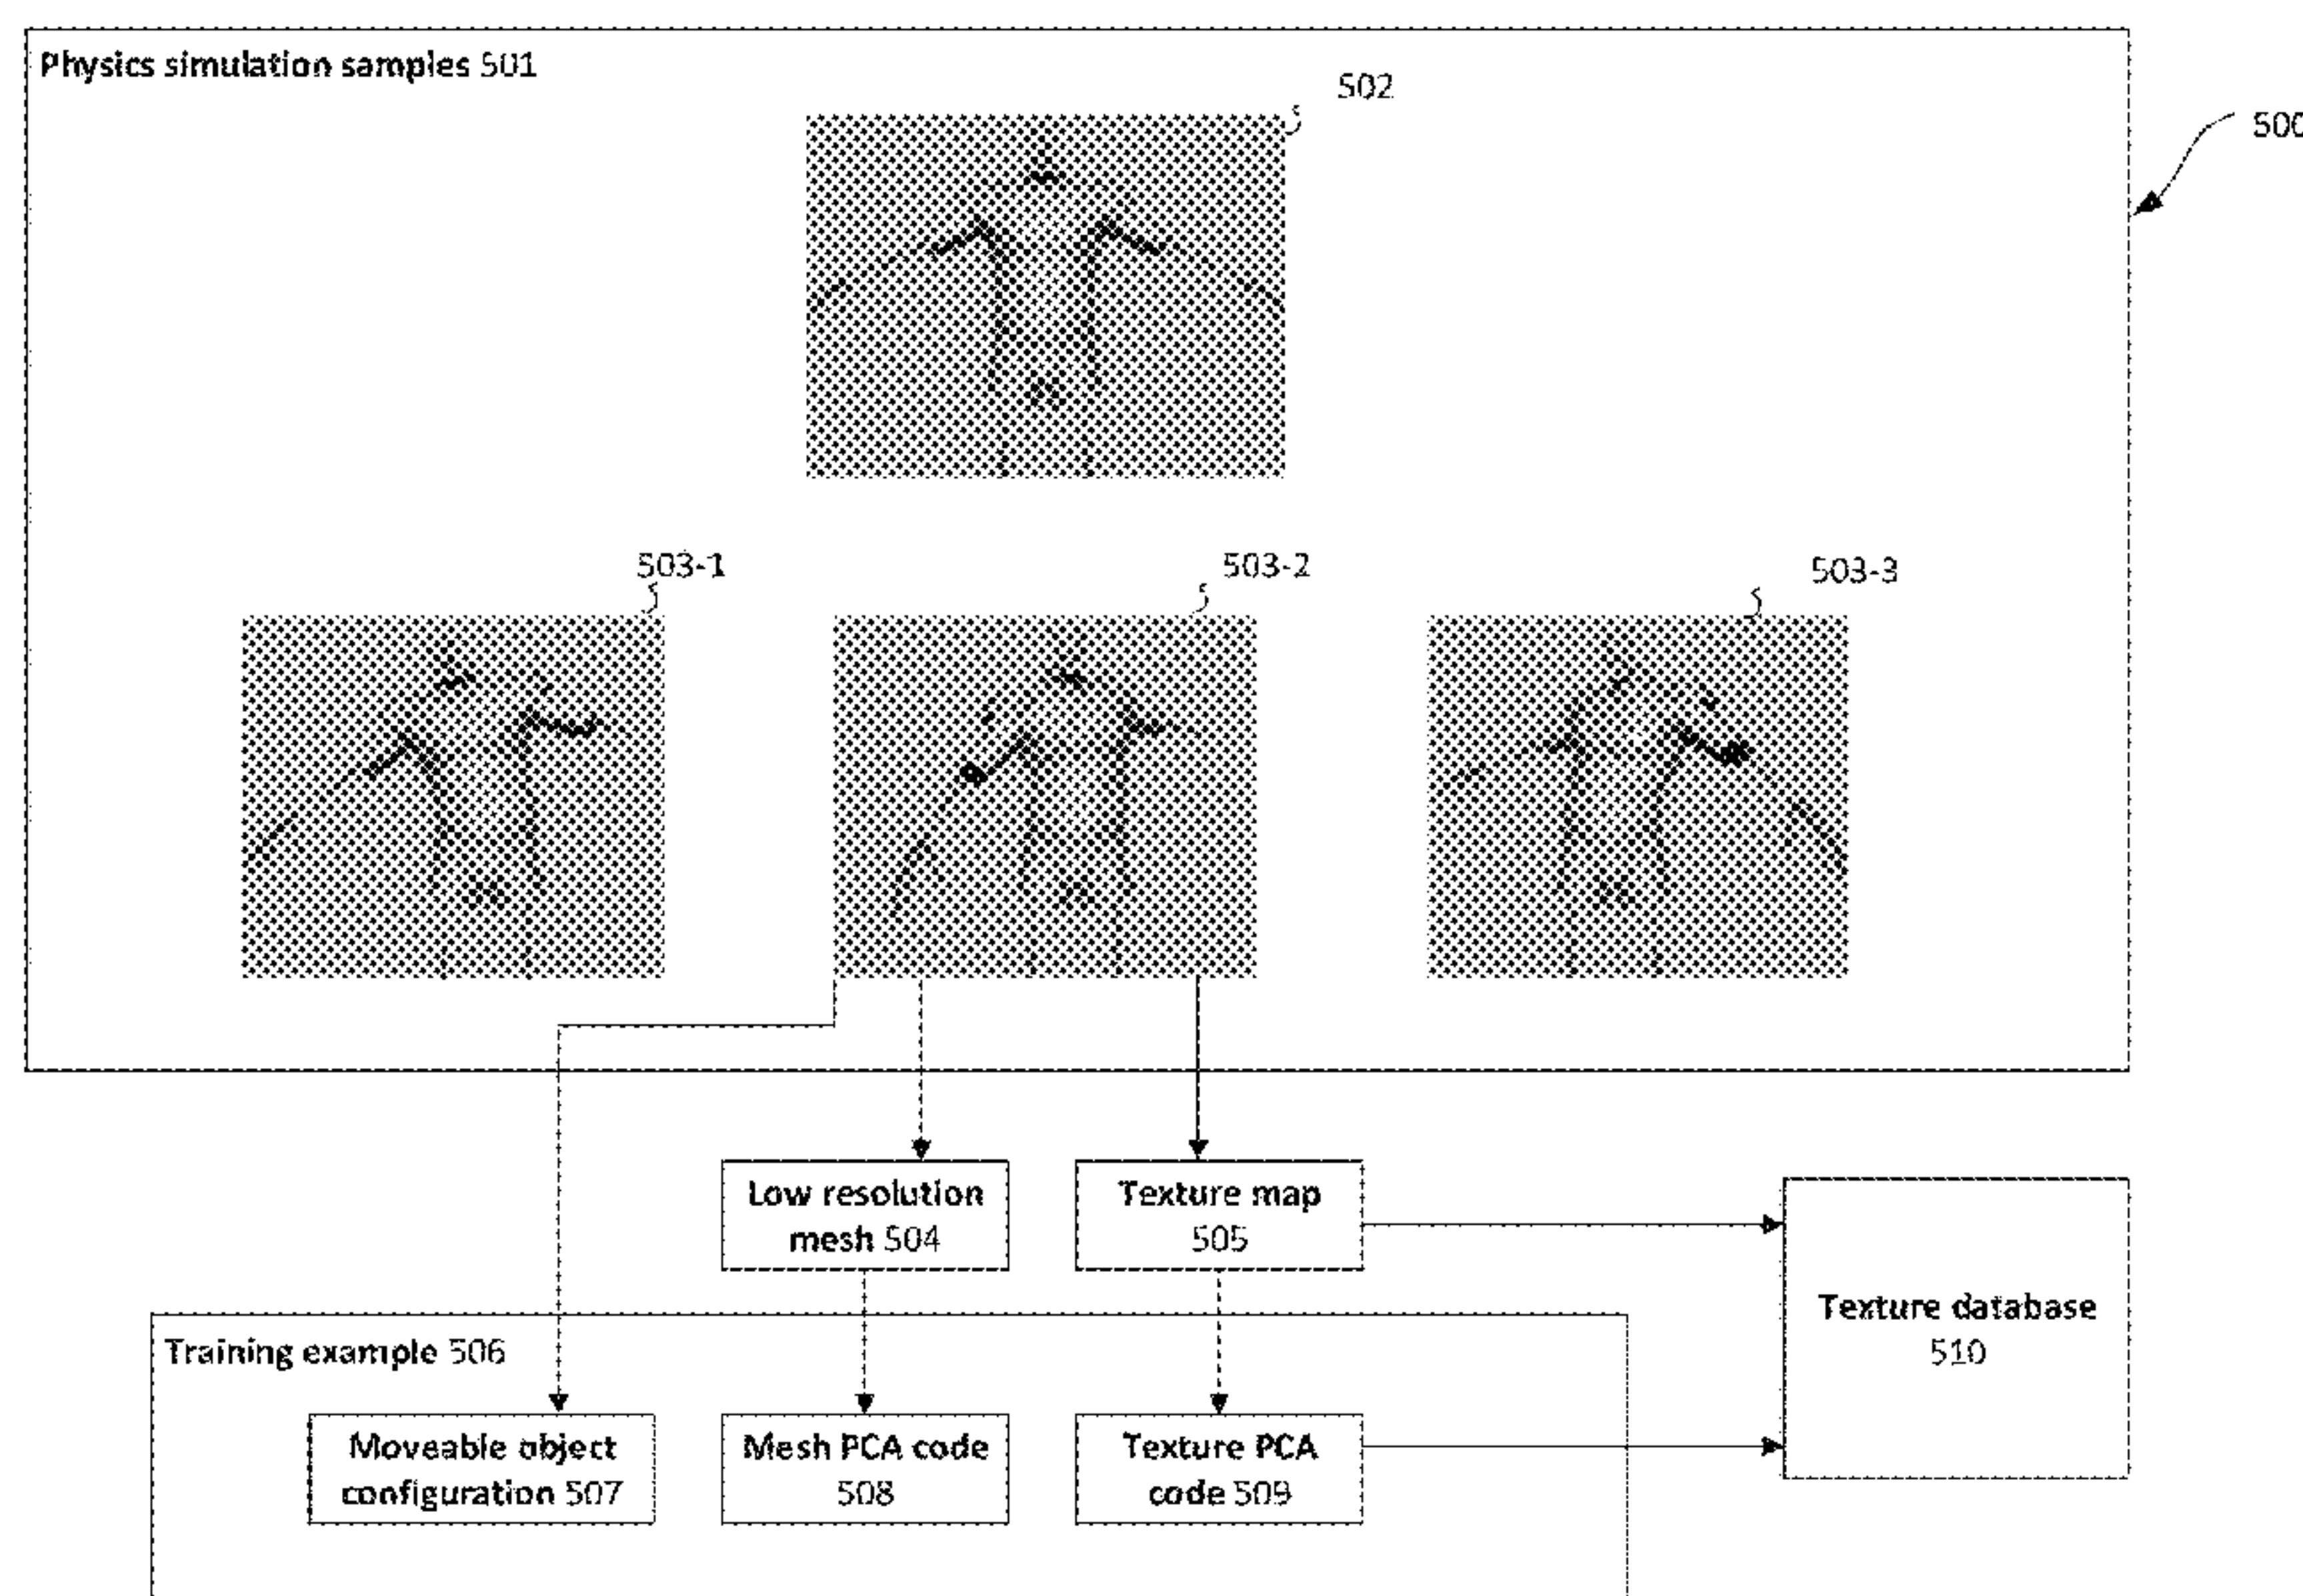 Physics simulation samples 501
502
500
503-1
503-2
503-3
Low resolution
mesh 504
Texture map
505
Texture database
510
Training example 506
Moveable object
configuration 507
Mesh PCA code
508
Texture PCA
code 509